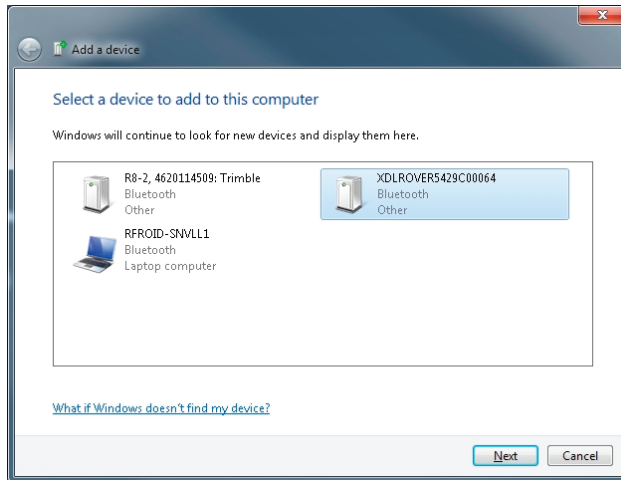 Add a device
Select a device to add to this computer
Windows will continue to look for new devices and display them here.
R8-2, 4620114509: Trimble
Bluetooth
Other
XDLROVER5429C00064
Bluetooth
Other
RFROID-SNVLL1
Bluetooth
Laptop computer
What if Windows doesn't find my device?
Next
Cancel